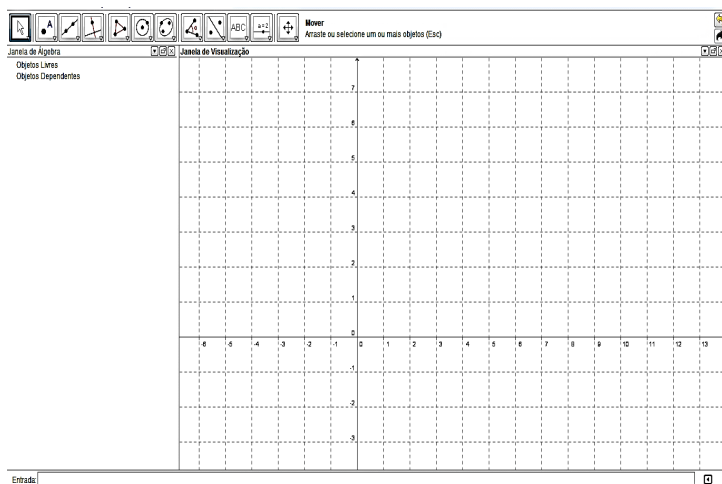 A ABC a=2 Mover
Arraste ou selecione um ou mais objetos (Esc)
Janela de Álgebra Janela de Visualização
Objetos Livres
Objetos Dependentes
7
6
5
4
3
2
1
0
-6 -5 -4 -3 -2 -1 0 1 2 3 4 5 6 7 8 9 10 11 12 13
-1
-2
-3
Entrada: